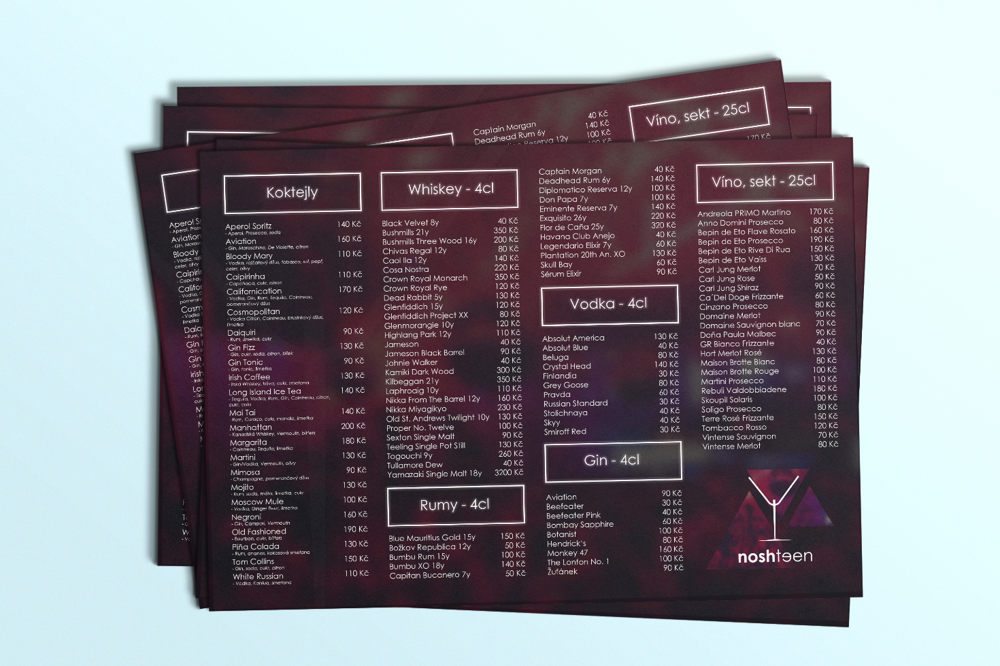 Koktejly
Aperol Spritz 140 Kč
- Aperol, Prosecco, soda
Aviation 160 Kč
- Gin, Maraschino, De Violette, citron
Bloody Mary 110 Kč
- Vodka, rajčatový džus, tabasco, sůl, pepř,
celer, olivy
Caipirinha 110 Kč
- Capchaça, cukr, citron
Californication 170 Kč
- Vodka, Gin, Rum, Tequila, Cointreau,
pomerančový džus
Cosmopolitan 120 Kč
- Vodka Citron, Cointreau, brusinkový džus,
limetka
Daiquiri 90 Kč
- Rum, limetka, cukr
Gin Fizz 130 Kč
- Gin, cukr, soda, citron, bílek
Gin Tonic 90 Kč
- Gin, tonic, limetka
Irish Coffee 130 Kč
- Irská Whiskey, káva, cukr, smetana
Long Island Ice Tea 140 Kč
- Tequila, Vodka, Rum, Gin, Cointreau, citron,
cukr, cola
Mai Tai 140 Kč
- Rum, Curaço, cukr, mandle, limetka
Manhattan 200 Kč
- Kanadská Whiskey, Vermouth, bitters
Margarita 180 Kč
- Cointreau, Tequila, limetka
Martini 130 Kč
- Gin/Vodka, Vermouth, olivy
Mimosa 90 Kč
- Champagne, pomerančový džus
Mojito 130 Kč
- Rum, soda, máta, limetka, cukr
Moscow Mule 100 Kč
- Vodka, Ginger Beer, limetka
Negroni 160 Kč
- Gin, Campari, Vermouth
Old Fashioned 190 Kč
- Bourbon, cukr, bitters
Piña Colada 130 Kč
- Rum, ananas, kokosová smetana
Tom Collins 150 Kč
- Gin, soda, cukr, citron
White Russian 110 Kč
- Vodka, Kahlua, smetana
Whiskey - 4cl
Black Velvet 8y 40 Kč
Bushmills 21y 350 Kč
Bushmills Three Wood 16y 200 Kč
Chivas Regal 12y 80 Kč
Caol Ila 12y 140 Kč
Cosa Nostra 220 Kč
Crown Royal Monarch 350 Kč
Crown Royal Rye 120 Kč
Dead Rabbit 5y 130 Kč
Glenfiddich 15y 120 Kč
Glenfiddich Project XX 80 Kč
Glenmorangie 10y 120 Kč
Highlang Park 12y 110 Kč
Jameson 40 Kč
Jameson Black Barrel 90 Kč
Johnie Walker 40 Kč
Kamiki Dark Wood 300 Kč
Kilbeggan 21y 350 Kč
Laphroaig 10y 110 Kč
Nikka From The Barrel 12y 160 Kč
Nikka Miyagikyo 230 Kč
Old St. Andrews Twilight 10y 130 Kč
Proper No. Twelve 100 Kč
Sexton Single Malt 90 Kč
Teeling Single Pot Still 130 Kč
Togouchi 9y 260 Kč
Tullamore Dew 40 Kč
Yamazaki Single Malt 18y 3200 Kč
Rumy - 4cl
Blue Mauritius Gold 15y 150 Kč
Božkov Republica 12y 50 Kč
Bumbu Rum 15y 100 Kč
Bumbu XO 18y 140 Kč
Capitan Bucanero 7y 50 Kč
Captain Morgan 40 Kč
Deadhead Rum 6y 140 Kč
Diplomatico Reserva 12y 100 Kč
Don Papa 7y 100 Kč
Eminente Reserva 7y 140 Kč
Exquisito 26y 220 Kč
Flor de Caña 25y 320 Kč
Havana Club Anejo 40 Kč
Legendario Elixir 7y 60 Kč
Plantation 20th An. XO 130 Kč
Skull Bay 60 Kč
Sérum Elixir 90 Kč
Vodka - 4cl
Absolut America 130 Kč
Absolut Blue 40 Kč
Beluga 80 Kč
Crystal Head 140 Kč
Finlandia 30 Kč
Grey Goose 80 Kč
Pravda 60 Kč
Russian Standard 30 Kč
Stolichnaya 40 Kč
Skyy 40 Kč
Smiroff Red 30 Kč
Gin - 4cl
Aviation 90 Kč
Beefeater 30 Kč
Beefeater Pink 40 Kč
Bombay Sapphire 60 Kč
Botanist 100 Kč
Hendrick's 80 Kč
Monkey 47 160 Kč
The Lonfon No. 1 100 Kč
Žufánek 90 Kč
Víno, sekt - 25cl
Andreola PRIMO Martino 170 Kč
Anno Domini Prosecco 80 Kč
Bepin de Eto Flave Rosato 160 Kč
Bepin de Eto Prosecco 190 Kč
Bepin de Eto Rive Di Rua 150 Kč
Bepin de Eto Vaiss 130 Kč
Carl Jung Merlot 70 Kč
Carl Jung Rose 50 Kč
Carl Jung Shiraz 90 Kč
Ca´Del Doge Frizzante 60 Kč
Cinzano Prosecco 80 Kč
Domaine Merlot 90 Kč
Domaine Sauvignon blanc 70 Kč
Doña Paula Malbec 90 Kč
GR Bianco Frizzante 40 Kč
Hort Merlot Rosé 130 Kč
Maison Brotte Blanc 80 Kč
Maison Brotte Rouge 100 Kč
Martini Prosecco 110 Kč
Rebuli Valdobbiadene 180 Kč
Skoupil Solaris 100 Kč
Soligo Prosecco 80 Kč
Terre Rosé Frizzante 150 Kč
Tombacco Rosso 120 Kč
Vintense Sauvignon 70 Kč
Vintense Merlot 80 Kč
noshteen
Captain Morgan 40 Kč
Deadhead Rum 6y 140 Kč
Reserva 12y 100 Kč
Víno, sekt - 25cl
170 Kč